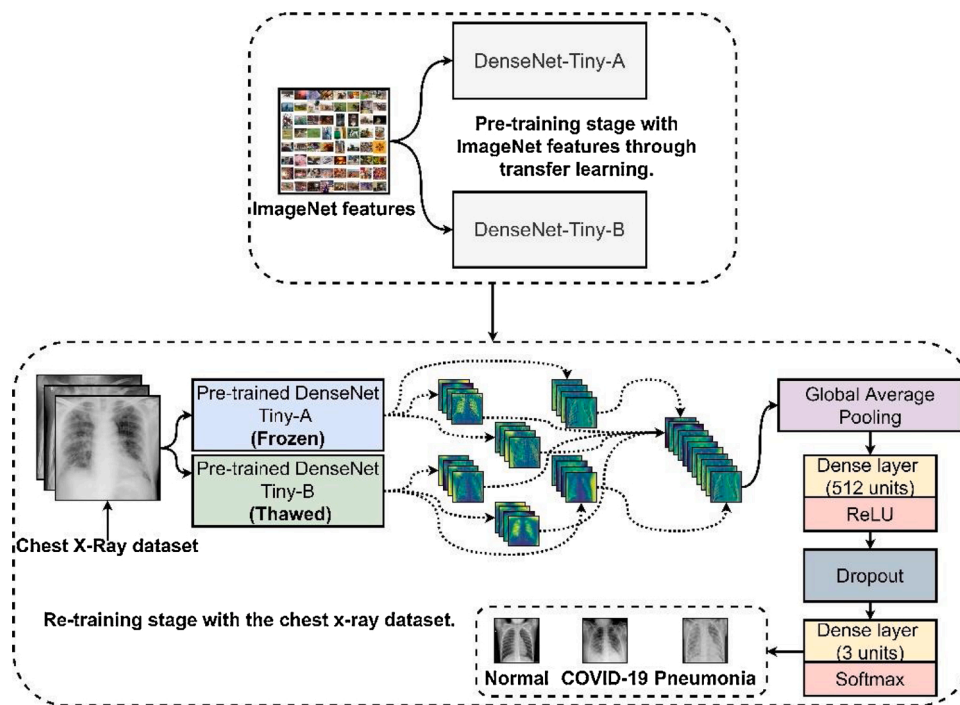 DenseNet-Tiny-A
Pre-training stage with
ImageNet features through
transfer learning.
ImageNet features
DenseNet-Tiny-B
Pre-trained DenseNet
Tiny-A
(Frozen)
Pre-trained DenseNet
Tiny-B
(Thawed)
Chest X-Ray dataset
Global Average
Pooling
Dense layer
(512 units)
ReLU
Dropout
Dense layer
(3 units)
Softmax
Re-training stage with the chest x-ray dataset.
Normal COVID-19 Pneumonia